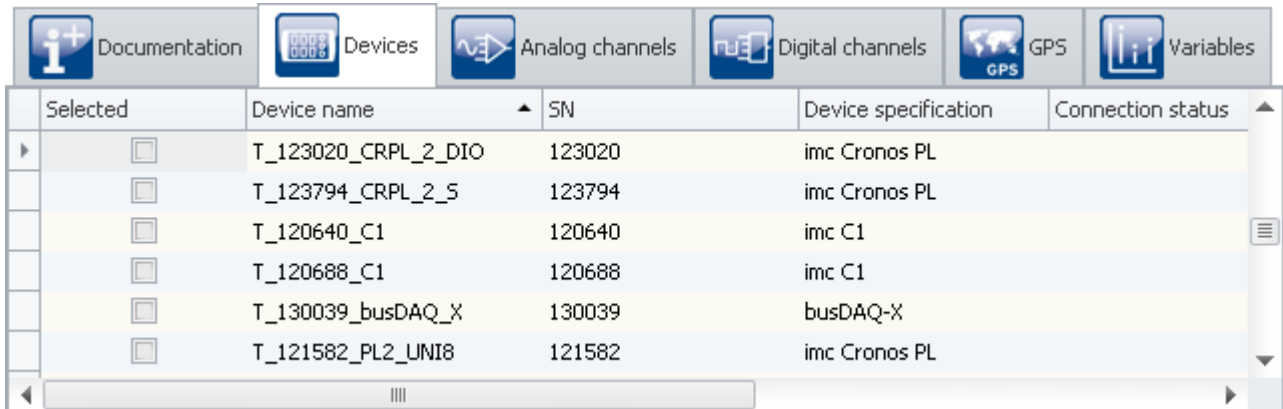 Documentation Devices Analog channels Digital channels GPS GPS Variables
Selected Device name SN Device specification Connection status
T_123020_CRPL_2_DIO 123020 imc Cronos PL
T_123794_CRPL_2_S 123794 imc Cronos PL
T_120640_C1 120640 imc C1
T_120688_C1 120688 imc C1
T_130039_busDAQ_X 130039 busDAQ-X
T_121582_PL2_UNI8 121582 imc Cronos PL